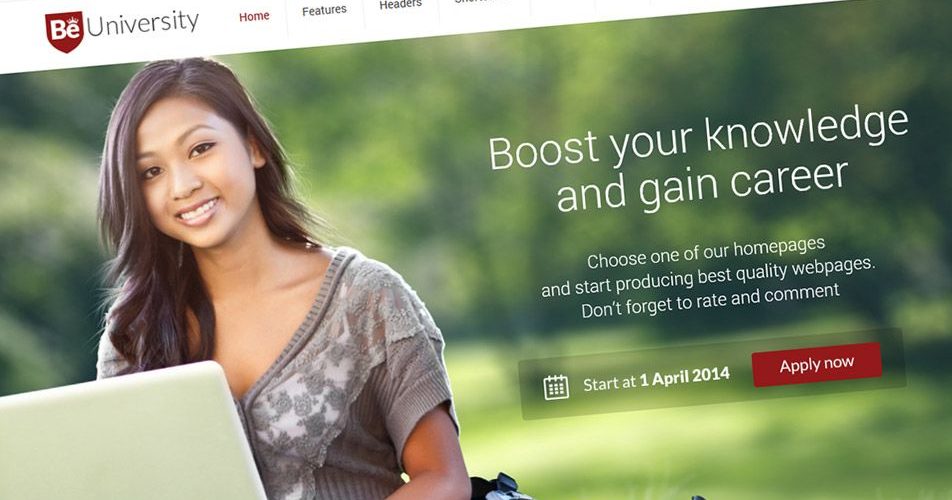 Be University
Home
Features
Headers
Boost your knowledge
and gain career
Choose one of our homepages
and start producing best quality webpages.
Don't forget to rate and comment
Start at 1 April 2014
Apply now